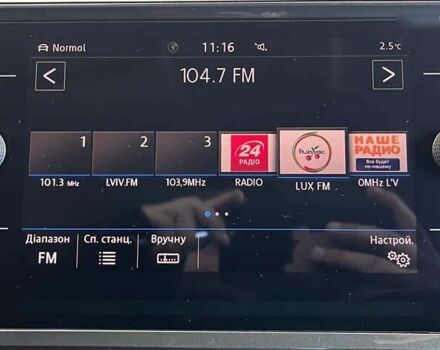 Normal
11:16
2.5°C
<
104.7 FM
>
1
2
3
24
РАДІО
НАШЕ
РАДИО
Все будет
по-нашему
101.3 MHz
LVIV.FM
103,9MHz
RADIO
LUX FM
0MHz L'V
Діапазон
Сп. станц.
Вручну
Настрой.
FM